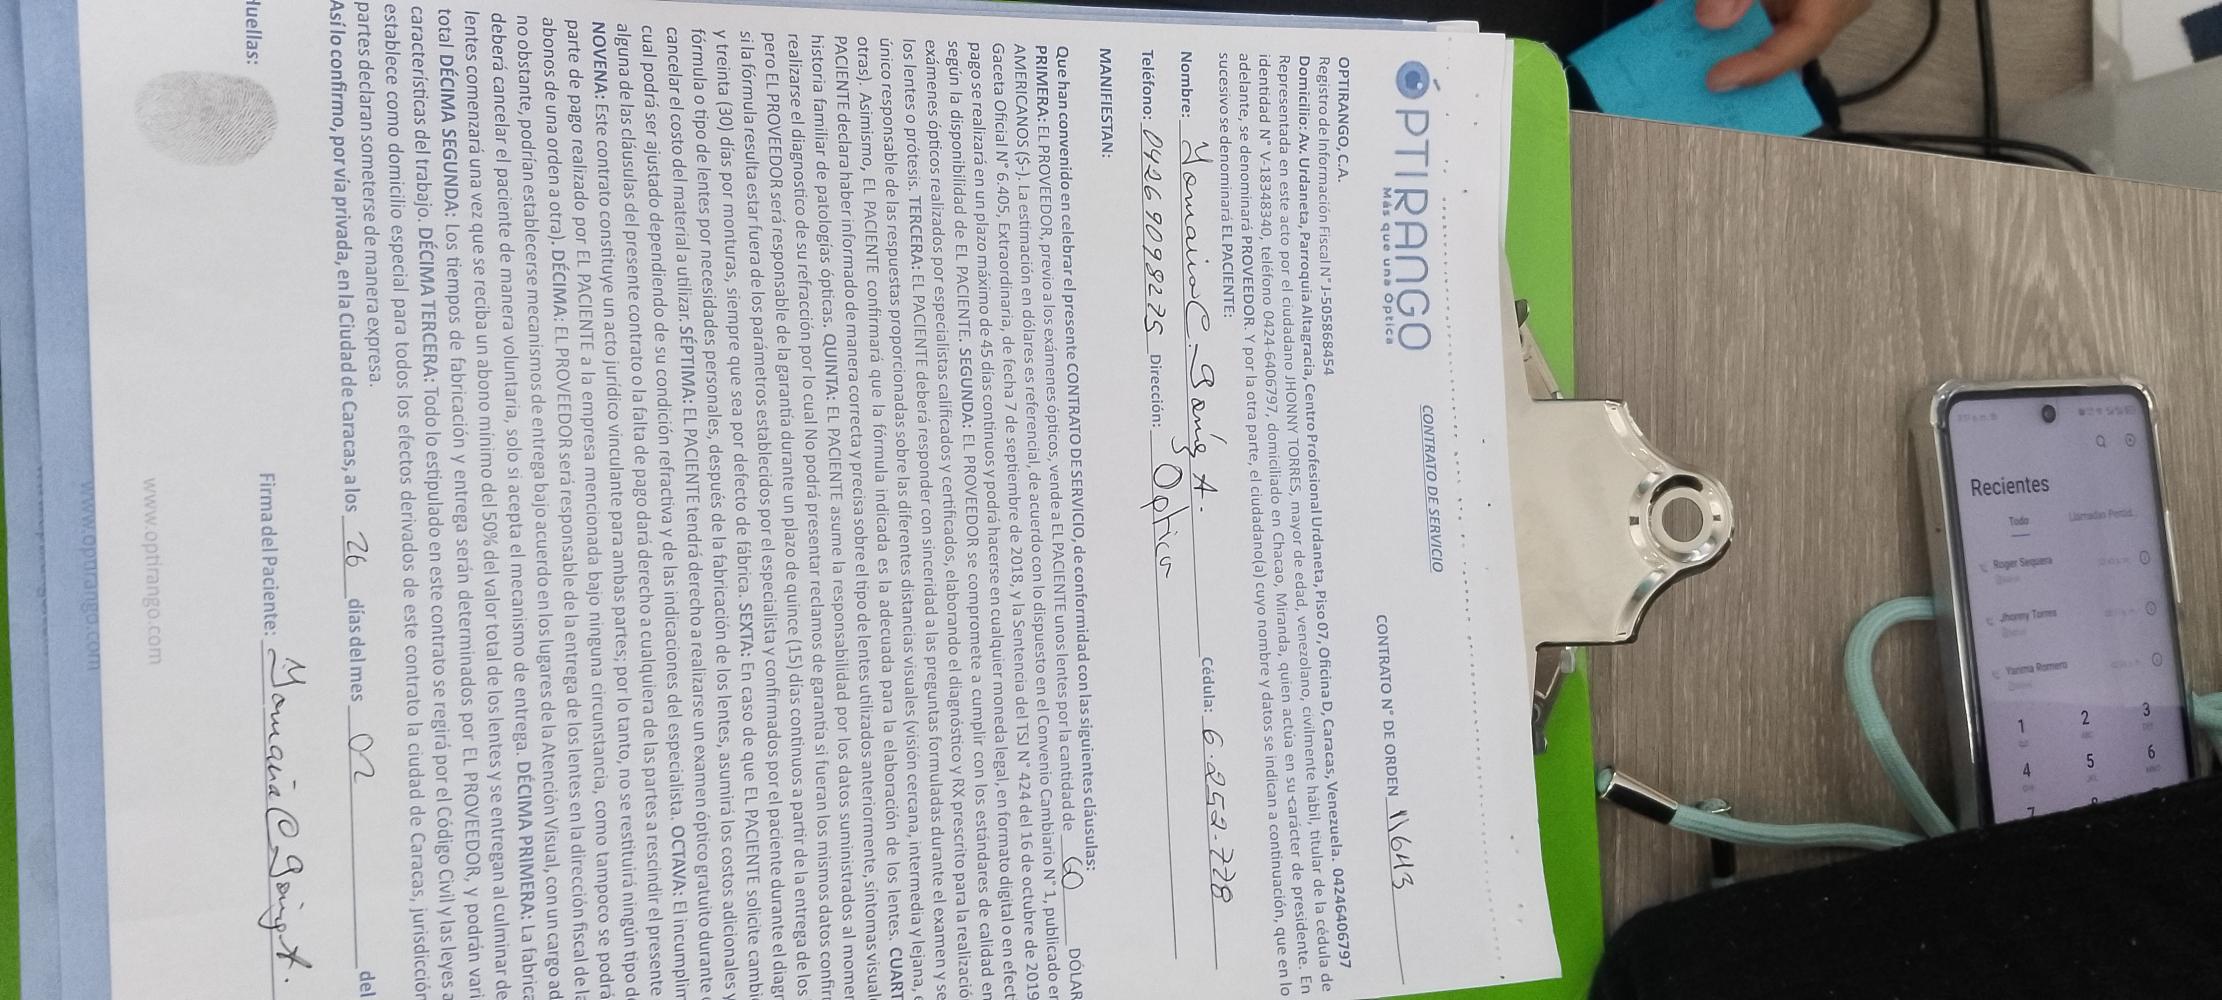 ÓPTIRANGO
Más que una Óptica
CONTRATO DE SERVICIO
CONTRATO N° DE ORDEN 11643
OPTIRANGO, C.A.
Registro de Información Fiscal N° J-505868454
Domicilio: Av. Urdaneta, Parroquia Altagracia, Centro Profesional Urdaneta, Piso 07, Oficina D, Caracas, Venezuela. 04246406797
Representada en este acto por el ciudadano JHONNY TORRES, mayor de edad, venezolano, civilmente hábil, titular de la cédula de
identidad N° V-18348340, teléfono 0424-6406797, domiciliado en Chacao, Miranda, quien actúa en su carácter de presidente. En
adelante, se denominará PROVEEDOR. Y por la otra parte, el ciudadano(a) cuyo nombre y datos se indican a continuación, que en lo
sucesivo se denominará EL PACIENTE:
Nombre: C. A. Cédula: 6.252.728
Teléfono: 04269098225 Dirección: Optica
MANIFIESTAN:
Que han convenido en celebrar el presente CONTRATO DE SERVICIO, de conformidad con las siguientes cláusulas:
PRIMERA: EL PROVEEDOR, previo a los exámenes ópticos, vende a EL PACIENTE unos lentes por la cantidad de 60 DÓLAR
AMERICANOS ($-). La estimación en dólares es referencial, de acuerdo con lo dispuesto en el Convenio Cambiario N° 1, publicado en
Gaceta Oficial N° 6.405, Extraordinaria, de fecha 7 de septiembre de 2018, y la Sentencia del TSJ N° 424 del 16 de octubre de 2019
pago se realizará en un plazo máximo de 45 días continuos y podrá hacerse en cualquier moneda legal, en formato digital o en efect
según la disponibilidad de EL PACIENTE. SEGUNDA: EL PROVEEDOR se compromete a cumplir con los estándares de calidad en
exámenes ópticos realizados por especialistas calificados y certificados, elaborando el diagnóstico y RX prescrito para la realizació
los lentes o prótesis. TERCERA: EL PACIENTE deberá responder con sinceridad a las preguntas formuladas durante el examen y se
único responsable de las respuestas proporcionadas sobre las diferentes distancias visuales (visión cercana, intermedia y lejana, e
otras). Asimismo, EL PACIENTE confirmará que la fórmula indicada es la adecuada para la elaboración de los lentes. CUART
PACIENTE declara haber informado de manera correcta y precisa sobre el tipo de lentes utilizados anteriormente, síntomas visual
historia familiar de patologías ópticas. QUINTA: EL PACIENTE asume la responsabilidad por los datos suministrados al momen
realizarse el diagnostico de su refracción por lo cual No podrá presentar reclamos de garantía si fueran los mismos datos confirm
pero EL PROVEEDOR será responsable de la garantía durante un plazo de quince (15) días continuos a partir de la entrega de los
si la fórmula resulta estar fuera de los parámetros establecidos por el especialista y confirmados por el paciente durante el diagn
y treinta (30) días por monturas, siempre que sea por defecto de fábrica. SEXTA: En caso de que EL PACIENTE solicite cambi
fórmula o tipo de lentes por necesidades personales, después de la fabricación de los lentes, asumirá los costos adicionales y
cancelar el costo del material a utilizar. SÉPTIMA: EL PACIENTE tendrá derecho a realizarse un examen óptico gratuito durante
cual podrá ser ajustado dependiendo de su condición refractiva y de las indicaciones del especialista. OCTAVA: El incumplim
alguna de las cláusulas del presente contrato o la falta de pago dará derecho a cualquiera de las partes a rescindir el presente
NOVENA: Este contrato constituye un acto jurídico vinculante para ambas partes; por lo tanto, no se restituirá ningún tipo de
parte de pago realizado por EL PACIENTE a la empresa mencionada bajo ninguna circunstancia, como tampoco se podrá
abonos de una orden a otra). DÉCIMA: EL PROVEEDOR será responsable de la entrega de los lentes en la dirección fiscal de la
no obstante, podrían establecerse mecanismos de entrega bajo acuerdo en los lugares de la Atención Visual, con un cargo ad
deberá cancelar el paciente de manera voluntaria, solo si acepta el mecanismo de entrega. DÉCIMA PRIMERA: La fabrica
lentes comenzará una vez que se reciba un abono mínimo del 50% del valor total de los lentes y se entregan al culminar de
total DÉCIMA SEGUNDA: Los tiempos de fabricación y entrega serán determinados por EL PROVEEDOR, y podrán vari
características del trabajo. DÉCIMA TERCERA: Todo lo estipulado en este contrato se regirá por el Código Civil y las leyes a
establece como domicilio especial para todos los efectos derivados de este contrato la ciudad de Caracas, jurisdicción
partes declaran someterse de manera expresa.
Así lo confirmo, por vía privada, en la Ciudad de Caracas, a los 26 días del mes 02 del
Huellas:
Firma del Paciente:
www.optirango.com
www.optirango.com
Recientes
Todo
Llamadas Perdid
Roger Sequera
Jhonny Torres
Yanma Romero
1 2 3
4 5 6
7